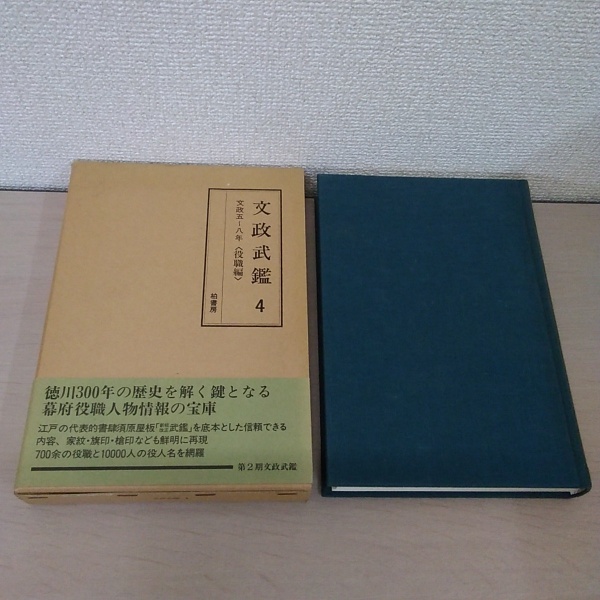 文政武鑑 4
文政五-八年〈役職編〉
柏書房
徳川300年の歴史を解く鍵となる
幕府役職人物情報の宝庫
江戸の代表的書肆須原屋板「武鑑」を底本とした信頼できる
内容、家紋・旗印・槍印なども鮮明に再現
700余の役職と10000人の役人名を網羅
第2期文政武鑑